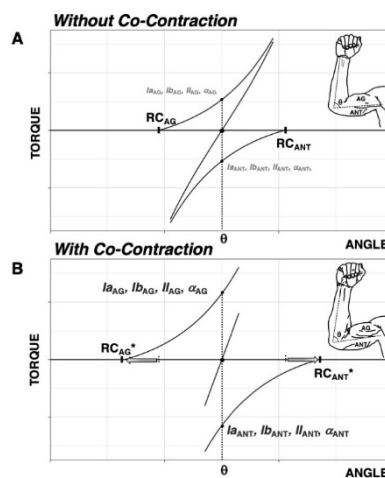 Without Co-Contraction
A
Ia_AG, Ib_AG, II_AG, α_AG
AG
θ
ANT
RC_AG
RC_ANT
TORQUE
Ia_ANT, Ib_ANT, II_ANT, α_ANT,
θ
ANGLE
With Co-Contraction
B
Ia_AG, Ib_AG, II_AG, α_AG
θ
AG
ANT
RC_AG*
RC_ANT*
TORQUE
Ia_ANT, Ib_ANT, II_ANT, α_ANT
θ
ANGLE